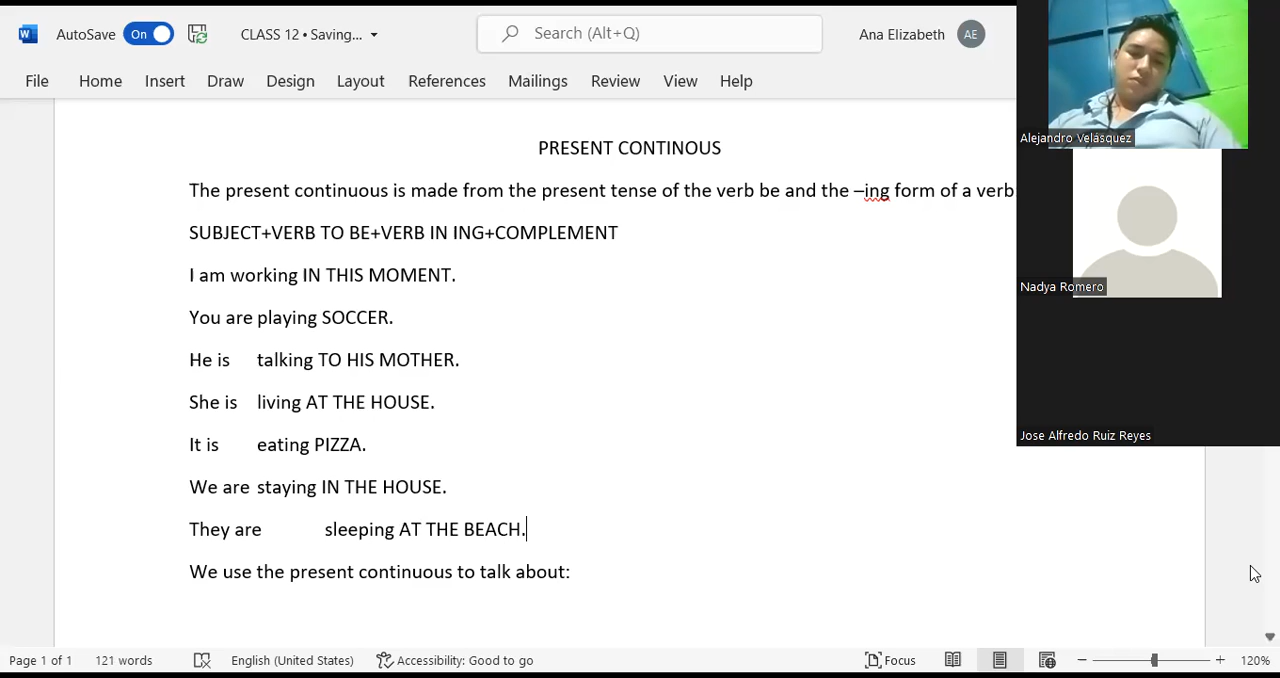 AutoSave On CLASS 12 • Saving... Search (Alt+Q) Ana Elizabeth AE
File Home Insert Draw Design Layout References Mailings Review View Help
PRESENT CONTINOUS
The present continuous is made from the present tense of the verb be and the –ing form of a verb
SUBJECT+VERB TO BE+VERB IN ING+COMPLEMENT
I am working IN THIS MOMENT.
You are playing SOCCER.
He is talking TO HIS MOTHER.
She is living AT THE HOUSE.
It is eating PIZZA.
We are staying IN THE HOUSE.
They are sleeping AT THE BEACH.
We use the present continuous to talk about:
Alejandro Velásquez
Nadya Romero
Jose Alfredo Ruiz Reyes
Page 1 of 1 121 words English (United States) Accessibility: Good to go Focus 120%